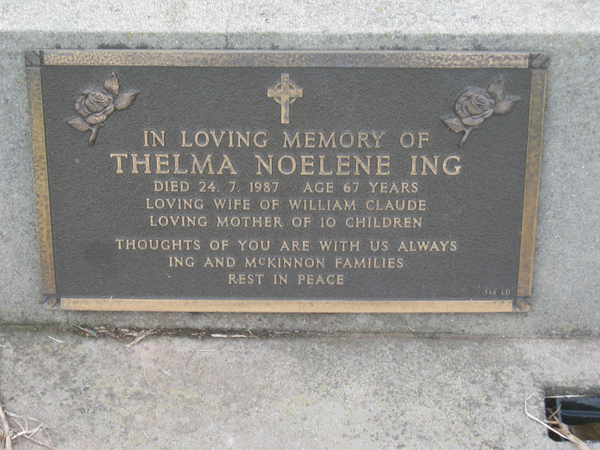 IN LOVING MEMORY OF
THELMA NOELENE ING
DIED 24. 7. 1987 AGE 67 YEARS
LOVING WIFE OF WILLIAM CLAUDE
LOVING MOTHER OF 10 CHILDREN
THOUGHTS OF YOU ARE WITH US ALWAYS
ING AND McKINNON FAMILIES
REST IN PEACE